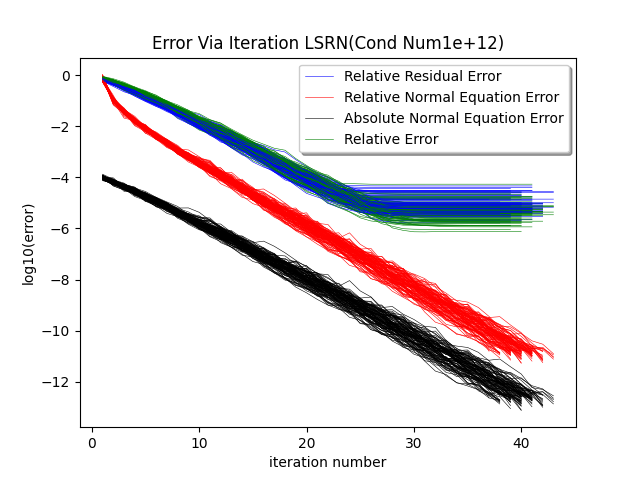 Error Via Iteration LSRN(Cond Num1e+12)
Relative Residual Error
Relative Normal Equation Error
Absolute Normal Equation Error
Relative Error
log10(error)
0
−2
−4
−6
−8
−10
−12
0 10 20 30 40
iteration number